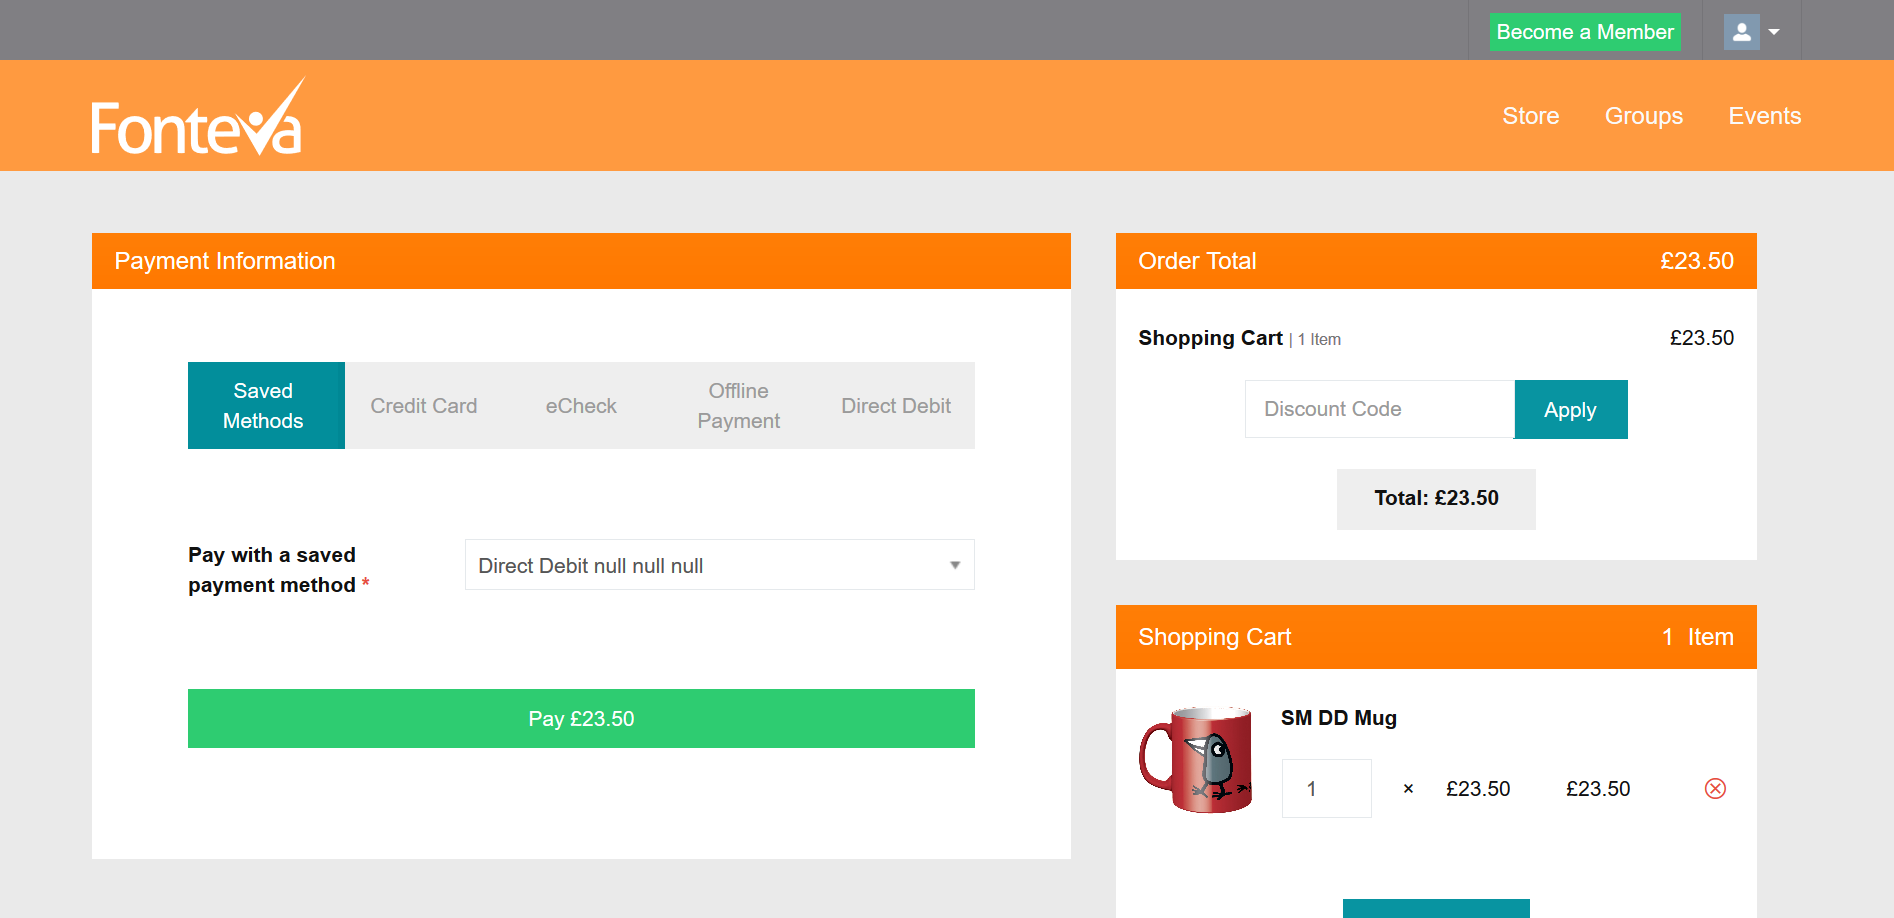 Become a Member
Fonteva
Store
Groups
Events
Payment Information
Saved
Methods
Credit Card
eCheck
Offline
Payment
Direct Debit
Pay with a saved
payment method *
Direct Debit null null null
Pay £23.50
Order Total
£23.50
Shopping Cart | 1 Item
£23.50
Discount Code
Apply
Total: £23.50
Shopping Cart
1 Item
SM DD Mug
1 × £23.50 £23.50